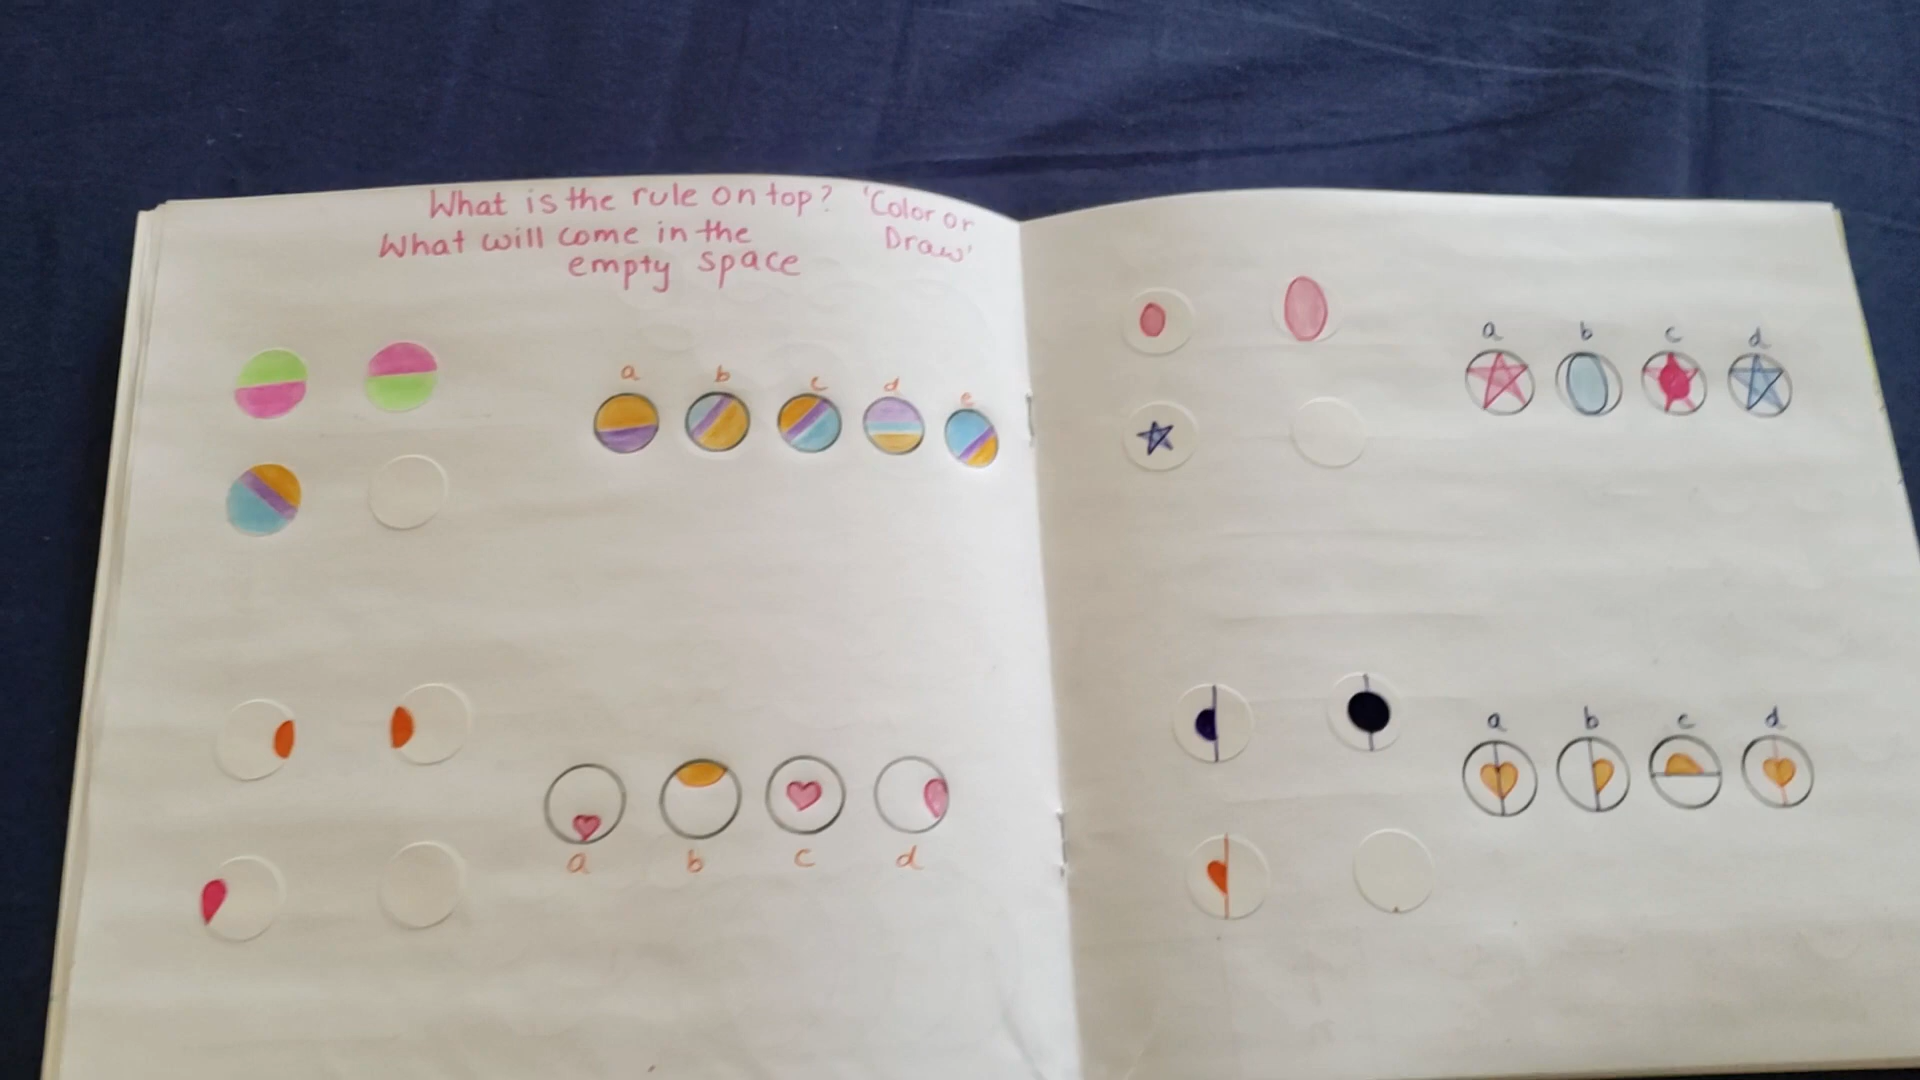 What is the rule on top? 'Color or
What will come in the Draw'
empty space
a b c d e
a b c d
a b c d
a b c d